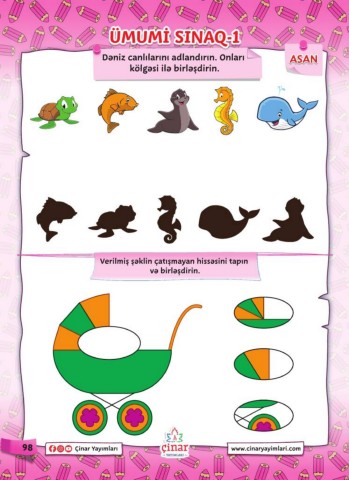 ÜMUMİ SINAQ-1
Dəniz canlılarını adlandırın. Onları
kölgəsi ilə birləşdirin.
ASAN
Verilmiş şəklin çatışmayan hissəsini tapın
və birləşdirin.
98
Çinar Yayımları
çinar
www.cinaryayimlari.com